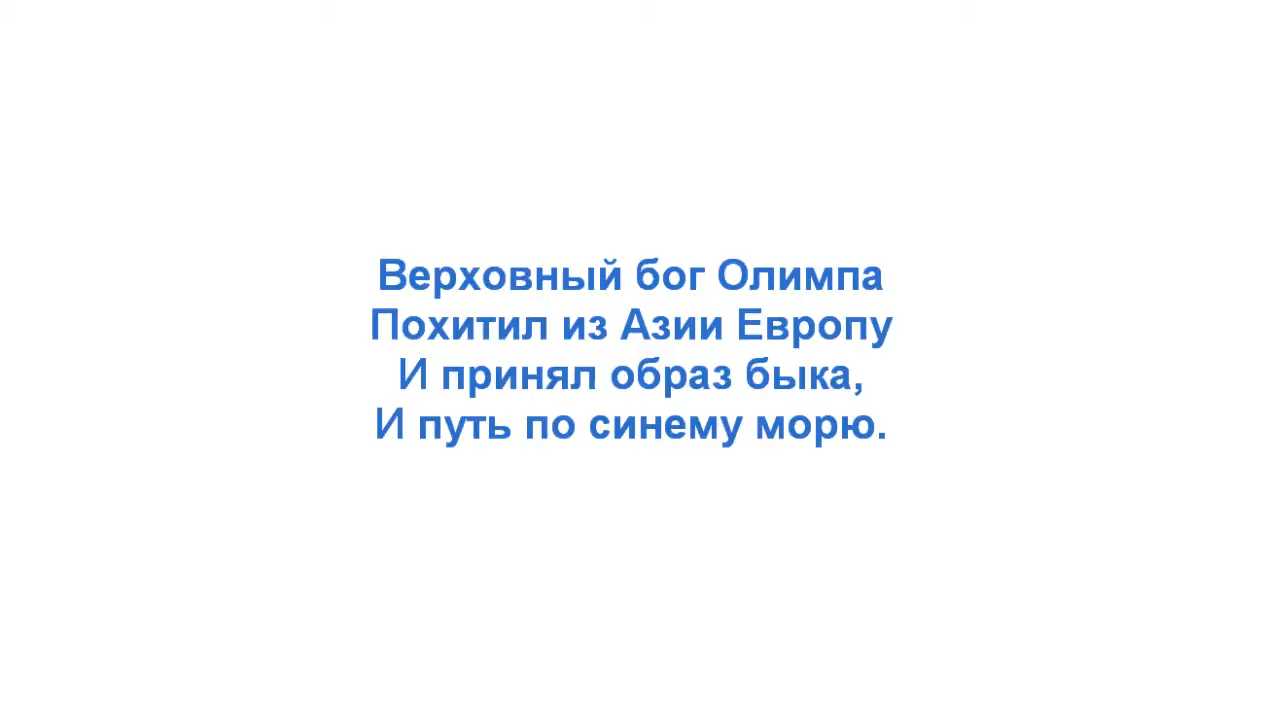 Верховный бог Олимпа
Похитил из Азии Европу
И принял образ быка,
И путь по синему морю.